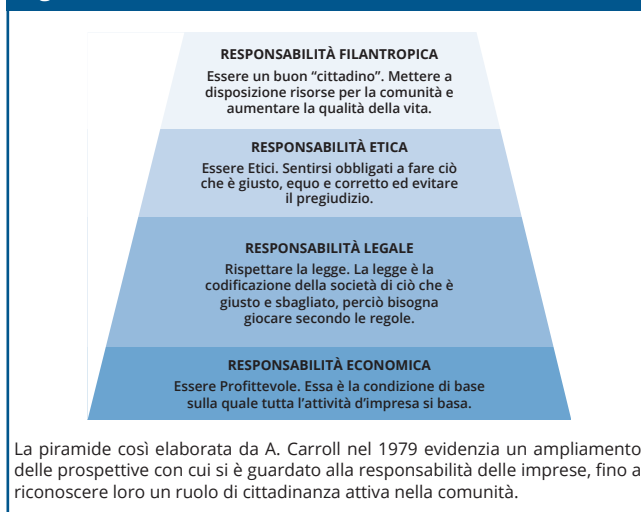 RESPONSABILITÀ FILANTROPICA
Essere un buon “cittadino”. Mettere a
disposizione risorse per la comunità e
aumentare la qualità della vita.
RESPONSABILITÀ ETICA
Essere Etici. Sentirsi obbligati a fare ciò
che è giusto, equo e corretto ed evitare
il pregiudizio.
RESPONSABILITÀ LEGALE
Rispettare la legge. La legge è la
codificazione della società di ciò che è
giusto e sbagliato, perciò bisogna
giocare secondo le regole.
RESPONSABILITÀ ECONOMICA
Essere Profittevole. Essa è la condizione di base
sulla quale tutta l’attività d’impresa si basa.
La piramide così elaborata da A. Carroll nel 1979 evidenzia un ampliamento
delle prospettive con cui si è guardato alla responsabilità delle imprese, fino a
riconoscere loro un ruolo di cittadinanza attiva nella comunità.